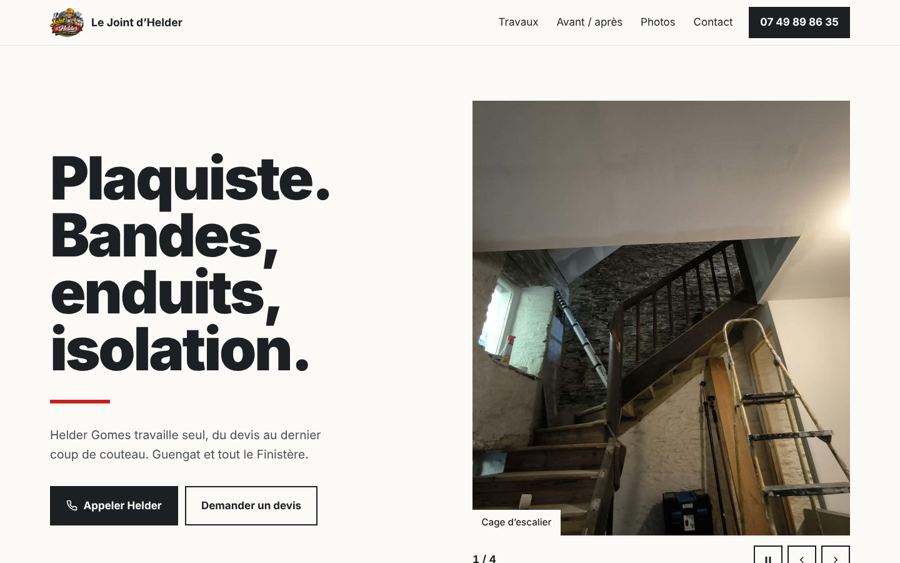 Le Joint d’Helder
Travaux
Avant / après
Photos
Contact
07 49 89 86 35
Plaquiste.
Bandes,
enduits,
isolation.
Helder Gomes travaille seul, du devis au dernier
coup de couteau. Guengat et tout le Finistère.
Appeler Helder
Demander un devis
Cage d’escalier
1 / 4